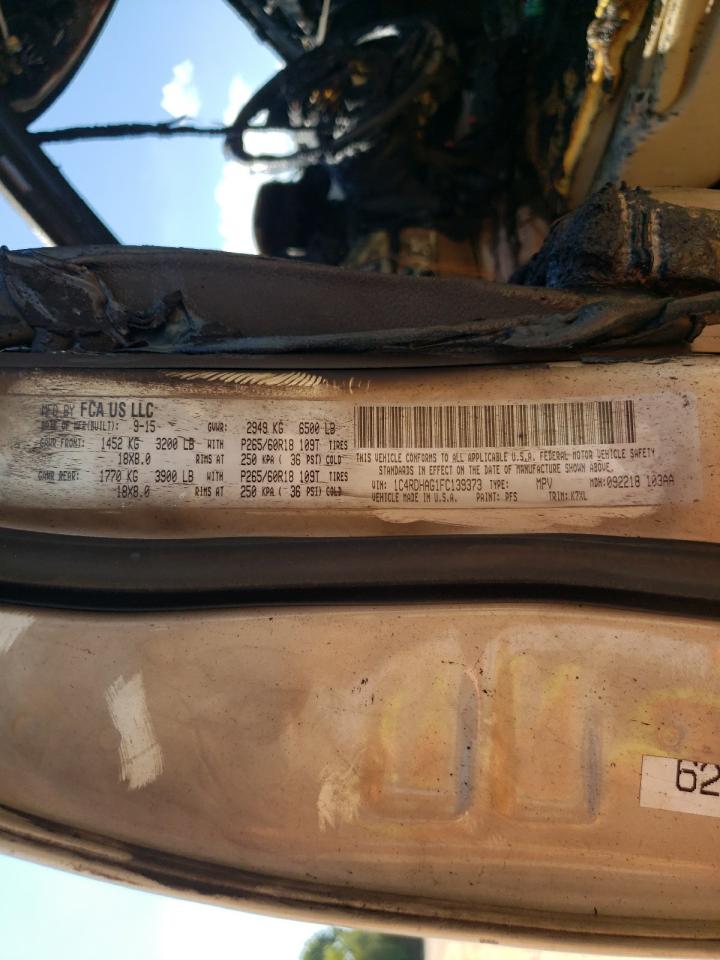 MFD BY FCA US LLC
DATE OF MFR(BUILT): 9-15 GVWR: 2949 KG 6500 LB
GAWR FRONT: 1452 KG 3200 LB WITH P265/60R18 109T TIRES
18X8.0 RIMS AT 250 KPA ( 36 PSI) COLD
GAWR REAR: 1770 KG 3900 LB WITH P265/60R18 109T TIRES
18X8.0 RIMS AT 250 KPA ( 36 PSI) COLD
THIS VEHICLE CONFORMS TO ALL APPLICABLE U.S.A. FEDERAL MOTOR VEHICLE SAFETY
STANDARDS IN EFFECT ON THE DATE OF MANUFACTURE SHOWN ABOVE.
VIN: 1C4RDHAG1FC139373 TYPE: MPV MDH: 092218 103AA
VEHICLE MADE IN U.S.A. PAINT: PFS TRIM: K7XL
62